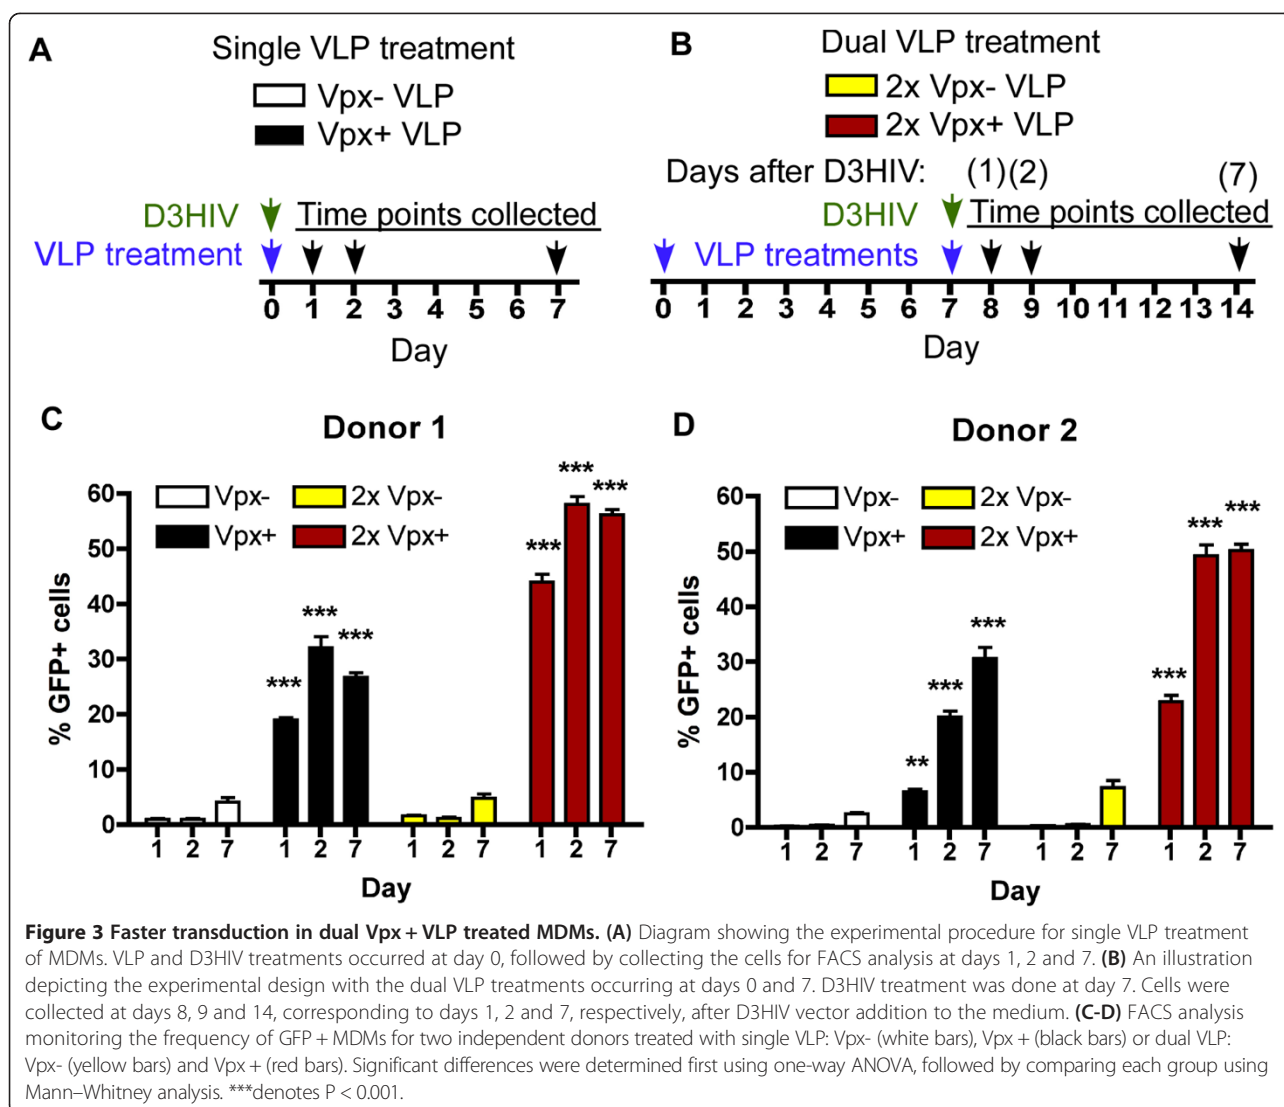 A
Single VLP treatment
Vpx- VLP
Vpx+ VLP
D3HIV
Time points collected
VLP treatment
0 1 2 3 4 5 6 7
Day
B
Dual VLP treatment
2x Vpx- VLP
2x Vpx+ VLP
Days after D3HIV: (1) (2) (7)
D3HIV
Time points collected
VLP treatments
0 1 2 3 4 5 6 7 8 9 10 11 12 13 14
Day
C
Donor 1
Vpx- 2x Vpx-
Vpx+ 2x Vpx+
% GFP+ cells
60
50
40
30
20
10
0
*** *** *** *** *** ***
1 2 7 1 2 7 1 2 7 1 2 7
Day
D
Donor 2
Vpx- 2x Vpx-
Vpx+ 2x Vpx+
% GFP+ cells
60
50
40
30
20
10
0
** *** *** *** *** ***
1 2 7 1 2 7 1 2 7 1 2 7
Day
Figure 3 Faster transduction in dual Vpx + VLP treated MDMs. (A) Diagram showing the experimental procedure for single VLP treatment
of MDMs. VLP and D3HIV treatments occurred at day 0, followed by collecting the cells for FACS analysis at days 1, 2 and 7. (B) An illustration
depicting the experimental design with the dual VLP treatments occurring at days 0 and 7. D3HIV treatment was done at day 7. Cells were
collected at days 8, 9 and 14, corresponding to days 1, 2 and 7, respectively, after D3HIV vector addition to the medium. (C-D) FACS analysis
monitoring the frequency of GFP + MDMs for two independent donors treated with single VLP: Vpx- (white bars), Vpx + (black bars) or dual VLP:
Vpx- (yellow bars) and Vpx + (red bars). Significant differences were determined first using one-way ANOVA, followed by comparing each group using
Mann–Whitney analysis. ***denotes P < 0.001.